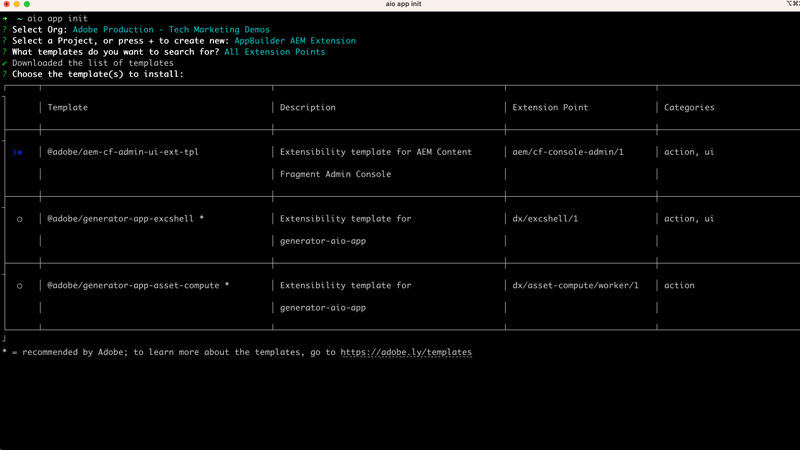 aio app init
⌥⌘
➜ ~ aio app init
? Select Org: Adobe Production - Tech Marketing Demos
? Select a Project, or press + to create new: AppBuilder AEM Extension
? What templates do you want to search for? All Extension Points
✔ Downloaded the list of templates
? Choose the template(s) to install:
Template Description Extension Point Categories
❯◉ @adobe/aem-cf-admin-ui-ext-tpl Extensibility template for AEM Content aem/cf-console-admin/1 action, ui
Fragment Admin Console
◯ @adobe/generator-app-excshell * Extensibility template for dx/excshell/1 action, ui
generator-aio-app
◯ @adobe/generator-app-asset-compute * Extensibility template for dx/asset-compute/worker/1 action
generator-aio-app
* = recommended by Adobe; to learn more about the templates, go to https://adobe.ly/templates